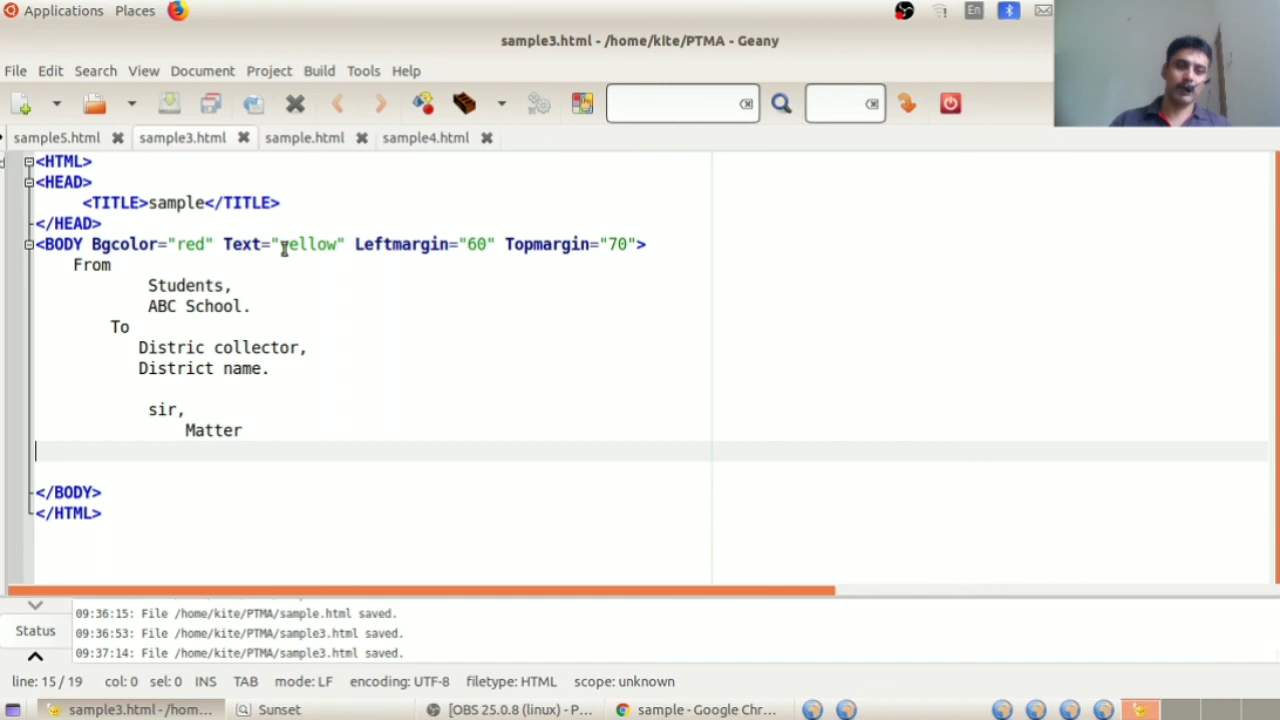 Applications Places En
sample3.html - /home/kite/PTMA - Geany
File Edit Search View Document Project Build Tools Help
sample5.html sample3.html sample.html sample4.html
<HTML>
<HEAD>
<TITLE>sample</TITLE>
</HEAD>
<BODY Bgcolor="red" Text="yellow" Leftmargin="60" Topmargin="70">
From
Students,
ABC School.
To
Distric collector,
District name.
sir,
Matter
</BODY>
</HTML>
09:36:15: File /home/kite/PTMA/sample.html saved.
Status
09:36:53: File /home/kite/PTMA/sample3.html saved.
09:37:14: File /home/kite/PTMA/sample3.html saved.
line: 15 / 19 col: 0 sel: 0 INS TAB mode: LF encoding: UTF-8 filetype: HTML scope: unknown
sample3.html - /hom... Sunset [OBS 25.0.8 (linux) - P... sample - Google Chr...